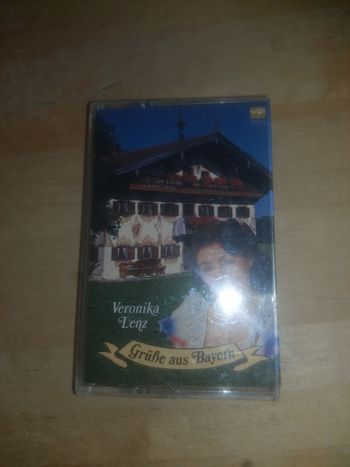 Veronika
Lenz
Grüße aus Bayern